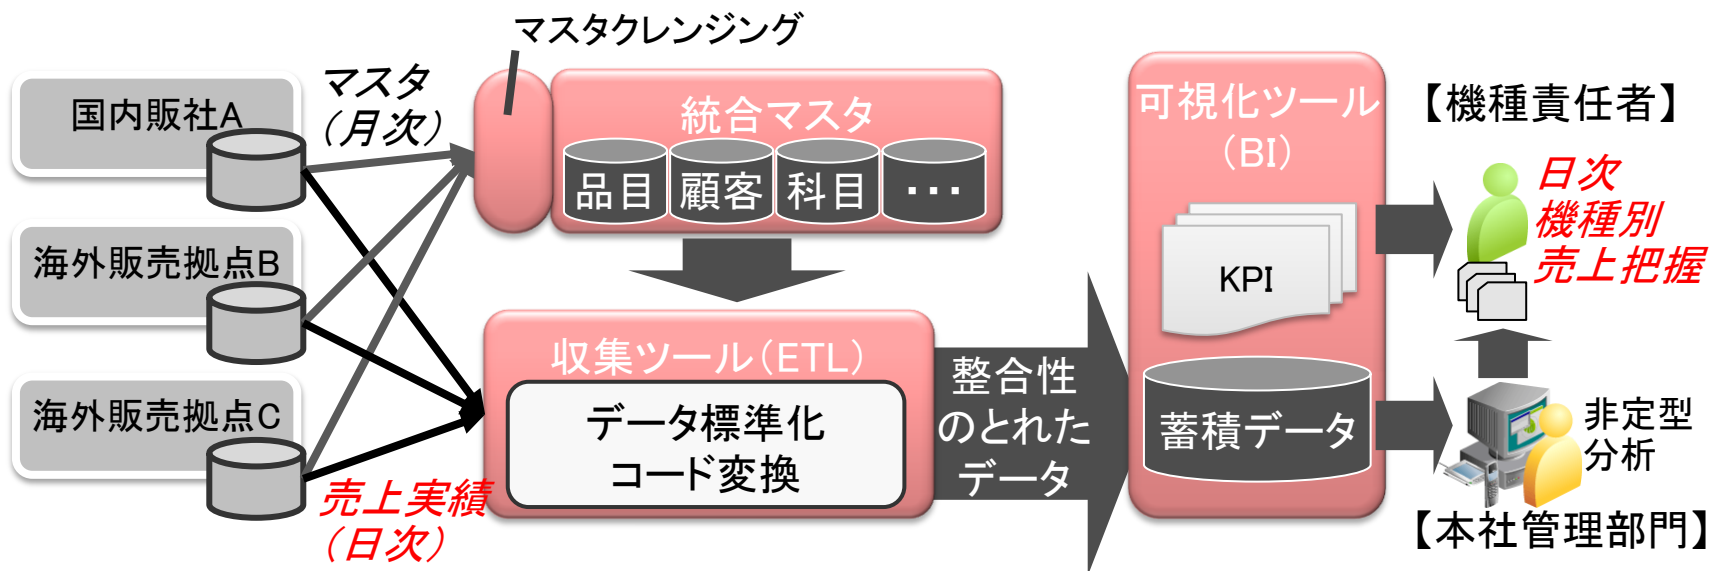 マスタクレンジング
国内販社A
マスタ
（月次）
海外販売拠点B
海外販売拠点C
売上実績
（日次）
統合マスタ
品目
顧客
科目
・・・
収集ツール（ETL）
データ標準化
コード変換
整合性
のとれた
データ
可視化ツール
（BI）
KPI
蓄積データ
【機種責任者】
日次
機種別
売上把握
非定型
分析
【本社管理部門】